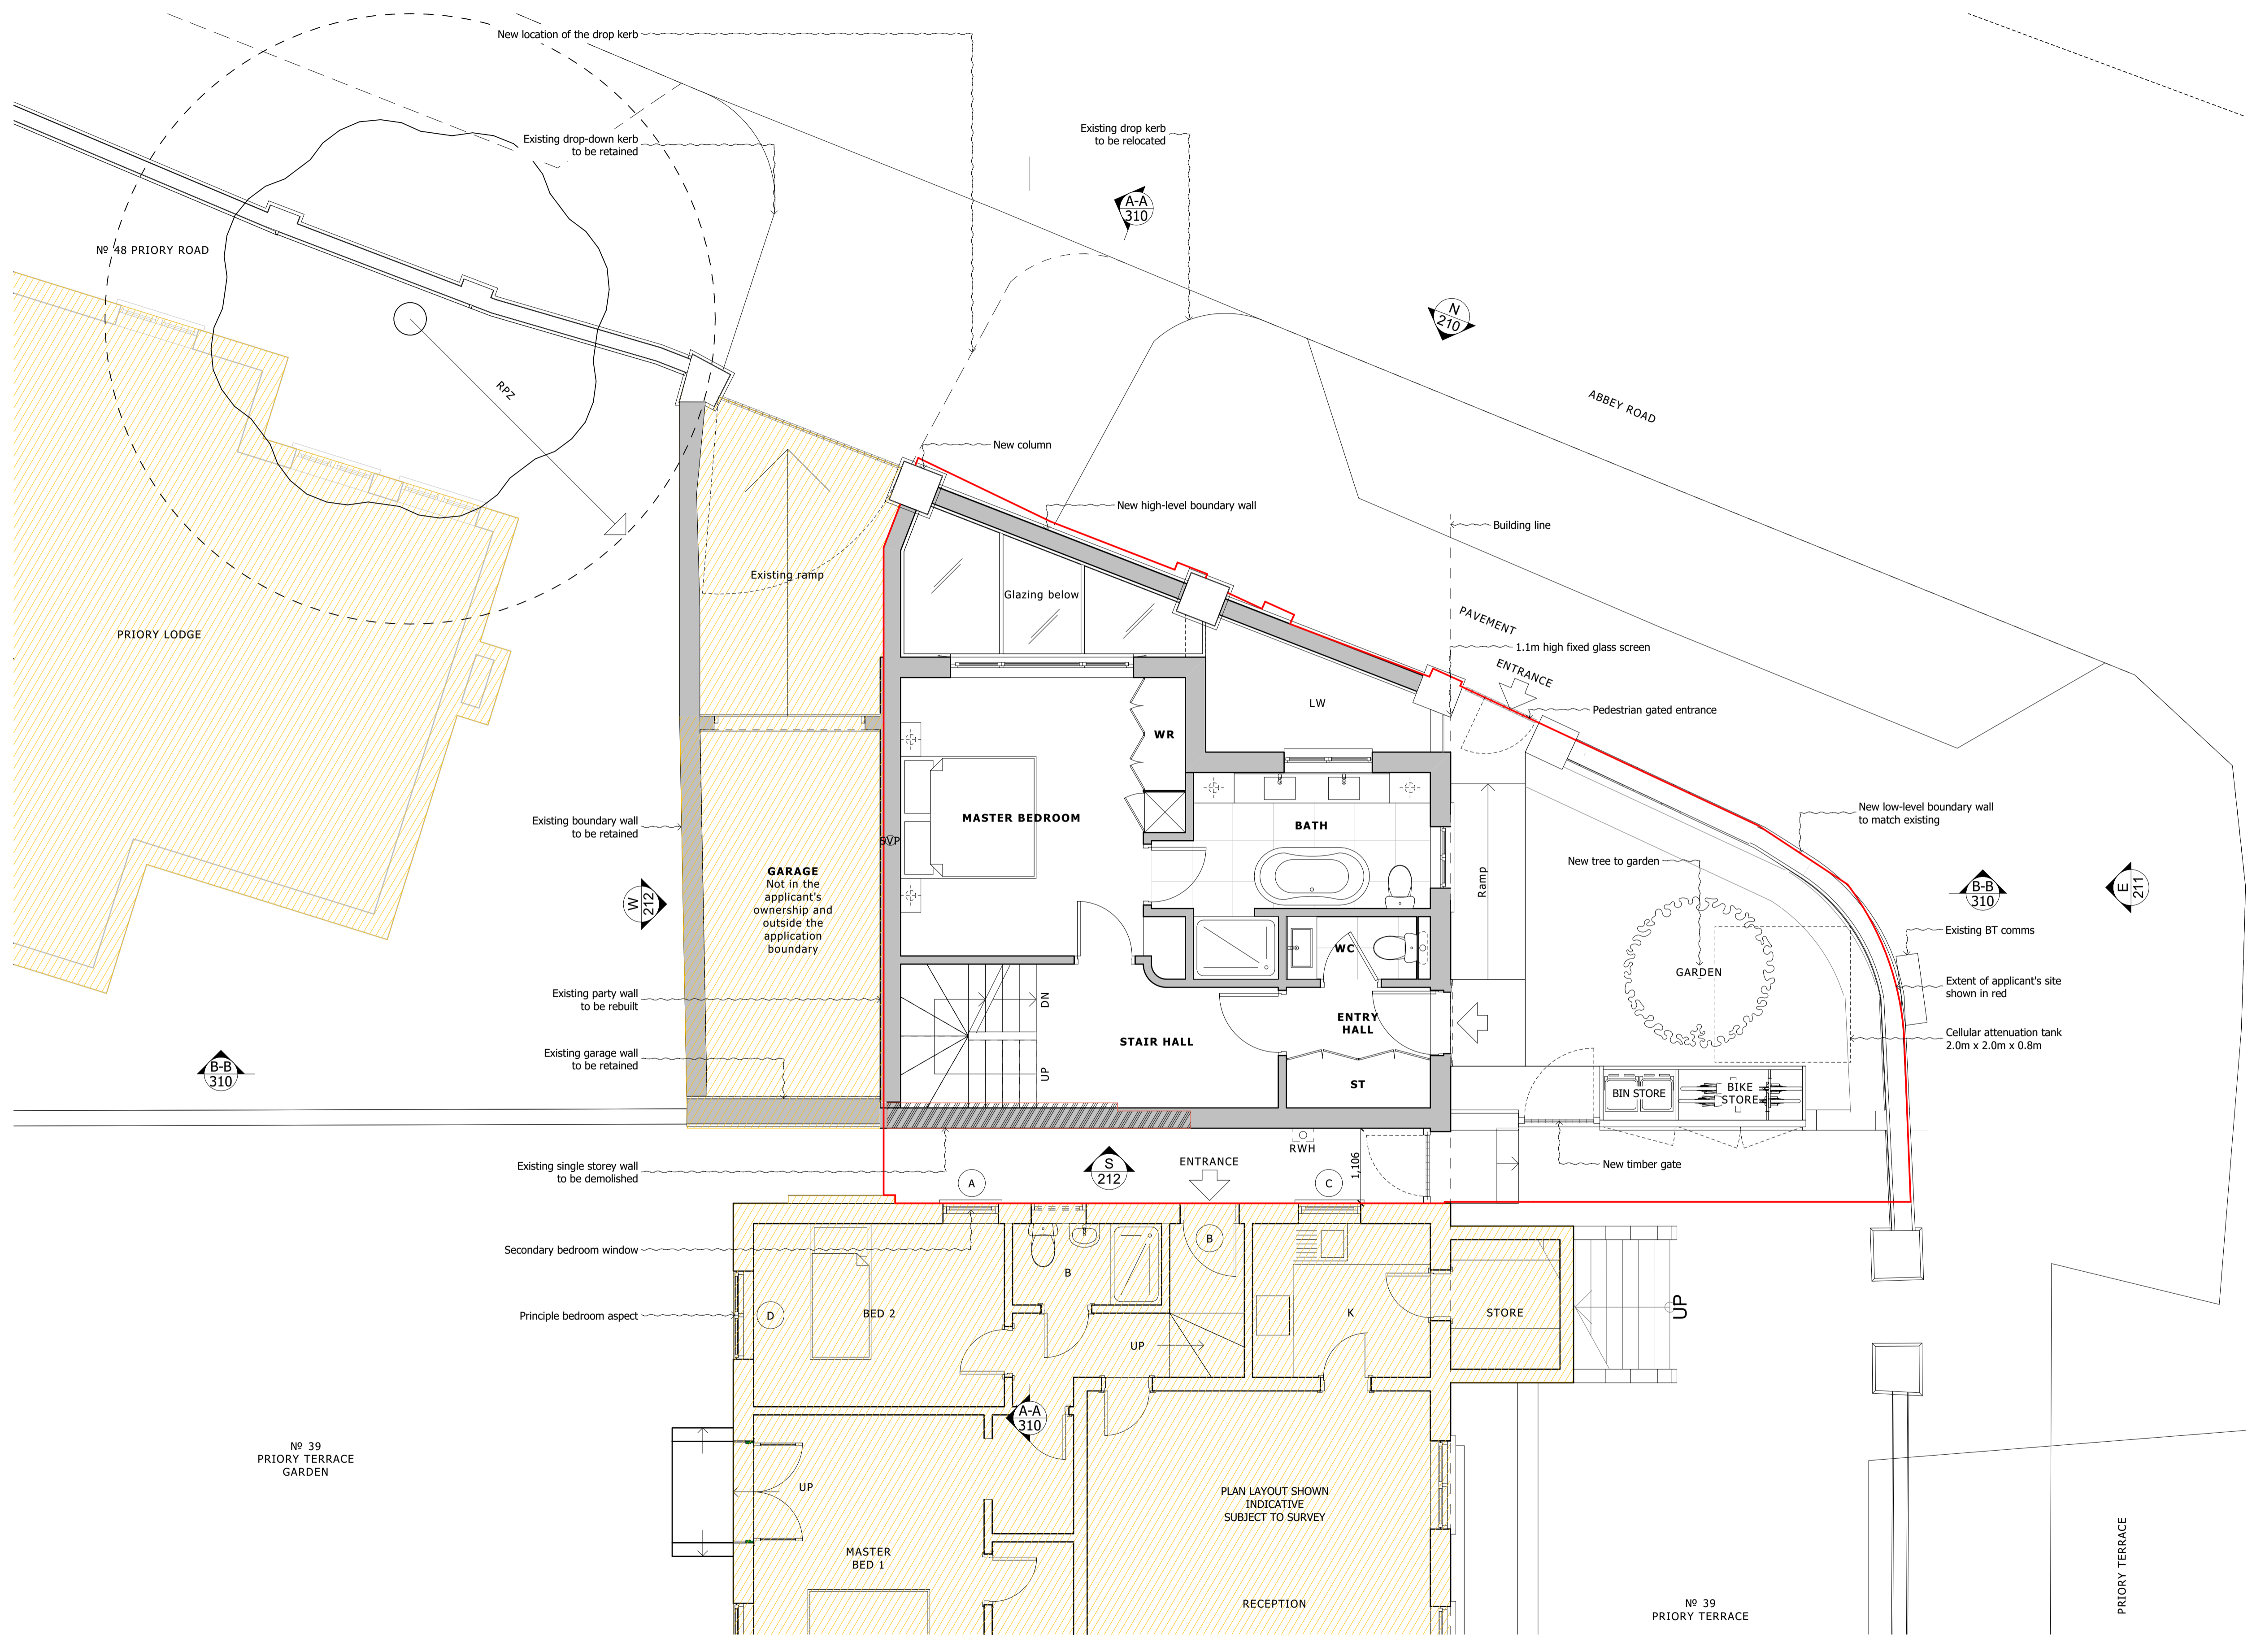 New location of the drop kerb
Existing drop-down kerb
to be retained
Existing drop kerb
to be relocated
A-A
310
№ 48 PRIORY ROAD
N
210
RPZ
ABBEY ROAD
New column
New high-level boundary wall
Building line
Existing ramp
Glazing below
PAVEMENT
1.1m high fixed glass screen
PRIORY LODGE
ENTRANCE
LW
Pedestrian gated entrance
WR
New low-level boundary wall
to match existing
MASTER BEDROOM
BATH
Existing boundary wall
to be retained
SVP
New tree to garden
GARAGE
Not in the
applicant's
ownership and
outside the
application
boundary
Ramp
B-B
310
E
211
W
212
Existing BT comms
WC
GARDEN
Extent of applicant's site
shown in red
Existing party wall
to be rebuilt
DN
ENTRY
HALL
STAIR HALL
Cellular attenuation tank
2.0m x 2.0m x 0.8m
Existing garage wall
to be retained
B-B
310
UP
ST
BIN STORE
BIKE
STORE
RWH
1,106
Existing single storey wall
to be demolished
S
212
ENTRANCE
New timber gate
A
C
Secondary bedroom window
B
B
Principle bedroom aspect
D
BED 2
K
STORE
UP
UP
A-A
310
№ 39
PRIORY TERRACE
GARDEN
UP
PLAN LAYOUT SHOWN
INDICATIVE
SUBJECT TO SURVEY
MASTER
BED 1
RECEPTION
№ 39
PRIORY TERRACE
PRIORY TERRACE